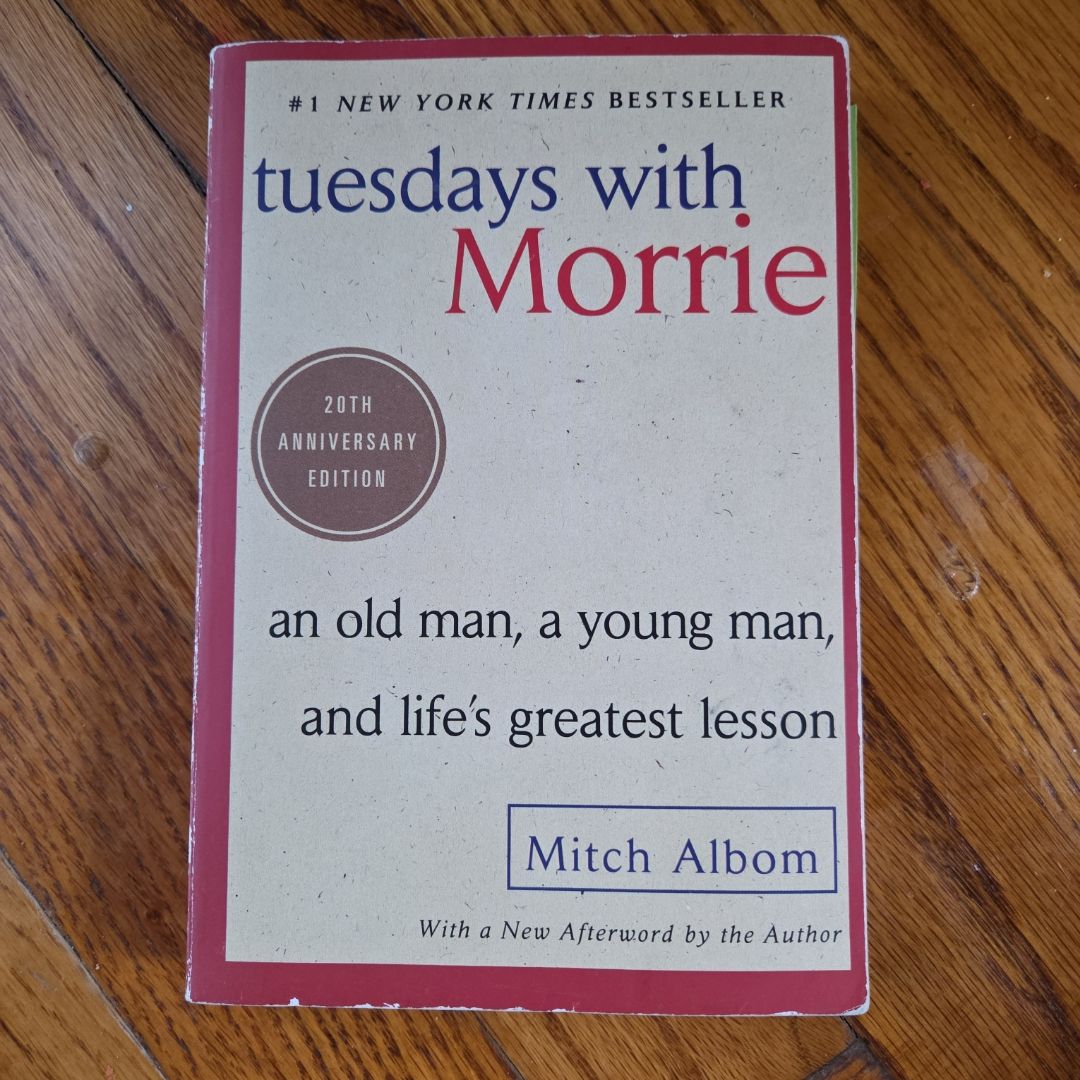 #1 NEW YORK TIMES BESTSELLER
tuesdays with
Morrie
20TH
ANNIVERSARY
EDITION
an old man, a young man,
and life's greatest lesson
Mitch Albom
With a New Afterword by the Author